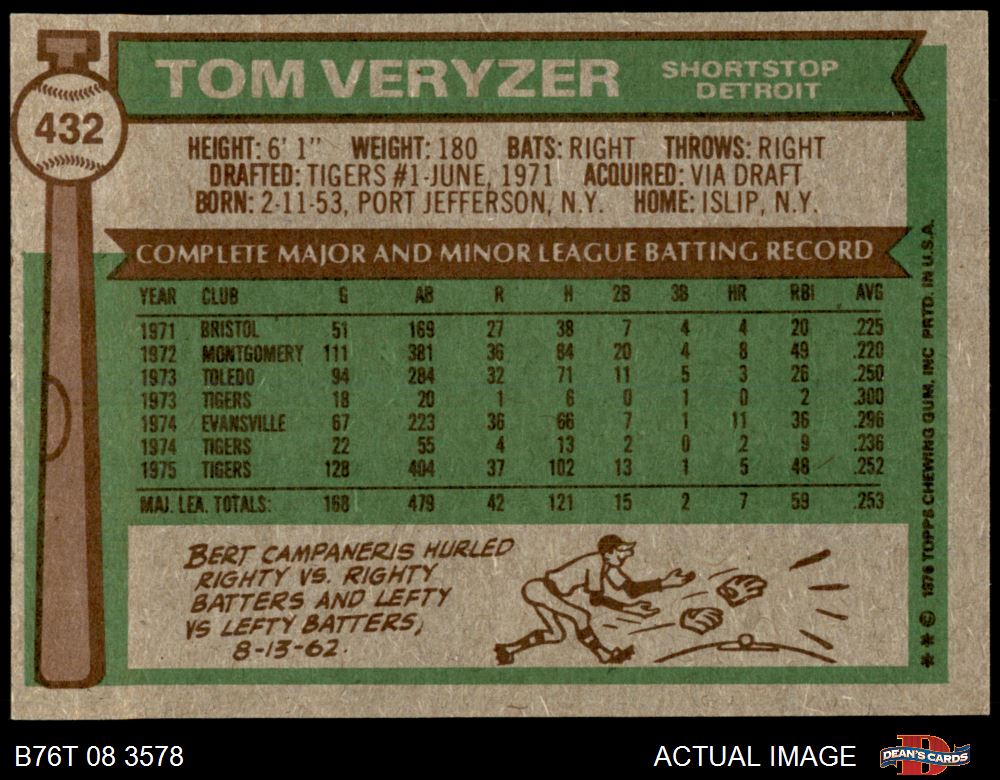 432
TOM VERYZER
SHORTSTOP
DETROIT
HEIGHT: 6' 1" WEIGHT: 180 BATS: RIGHT THROWS: RIGHT
DRAFTED: TIGERS #1-JUNE, 1971 ACQUIRED: VIA DRAFT
BORN: 2-11-53, PORT JEFFERSON, N.Y. HOME: ISLIP, N.Y.
COMPLETE MAJOR AND MINOR LEAGUE BATTING RECORD
YEAR CLUB G AB R H 2B 3B HR RBI AVG
1971 BRISTOL 51 169 27 38 7 4 4 20 .225
1972 MONTGOMERY 111 381 36 84 20 4 8 49 .220
1973 TOLEDO 94 284 32 71 11 5 3 26 .250
1973 TIGERS 18 20 1 6 0 1 0 2 .300
1974 EVANSVILLE 67 223 36 66 7 1 11 36 .296
1974 TIGERS 22 55 4 13 2 0 2 9 .236
1975 TIGERS 128 404 37 102 13 1 5 48 .252
MAJ. LEA. TOTALS: 168 479 42 121 15 2 7 59 .253
BERT CAMPANERIS HURLED
RIGHTY VS. RIGHTY
BATTERS AND LEFTY
VS LEFTY BATTERS,
8-13-62.
* * © 1976 TOPPS CHEWING GUM, INC PRTD. IN U.S.A.
B76T 08 3578
ACTUAL IMAGE
DEAN'S CARDS